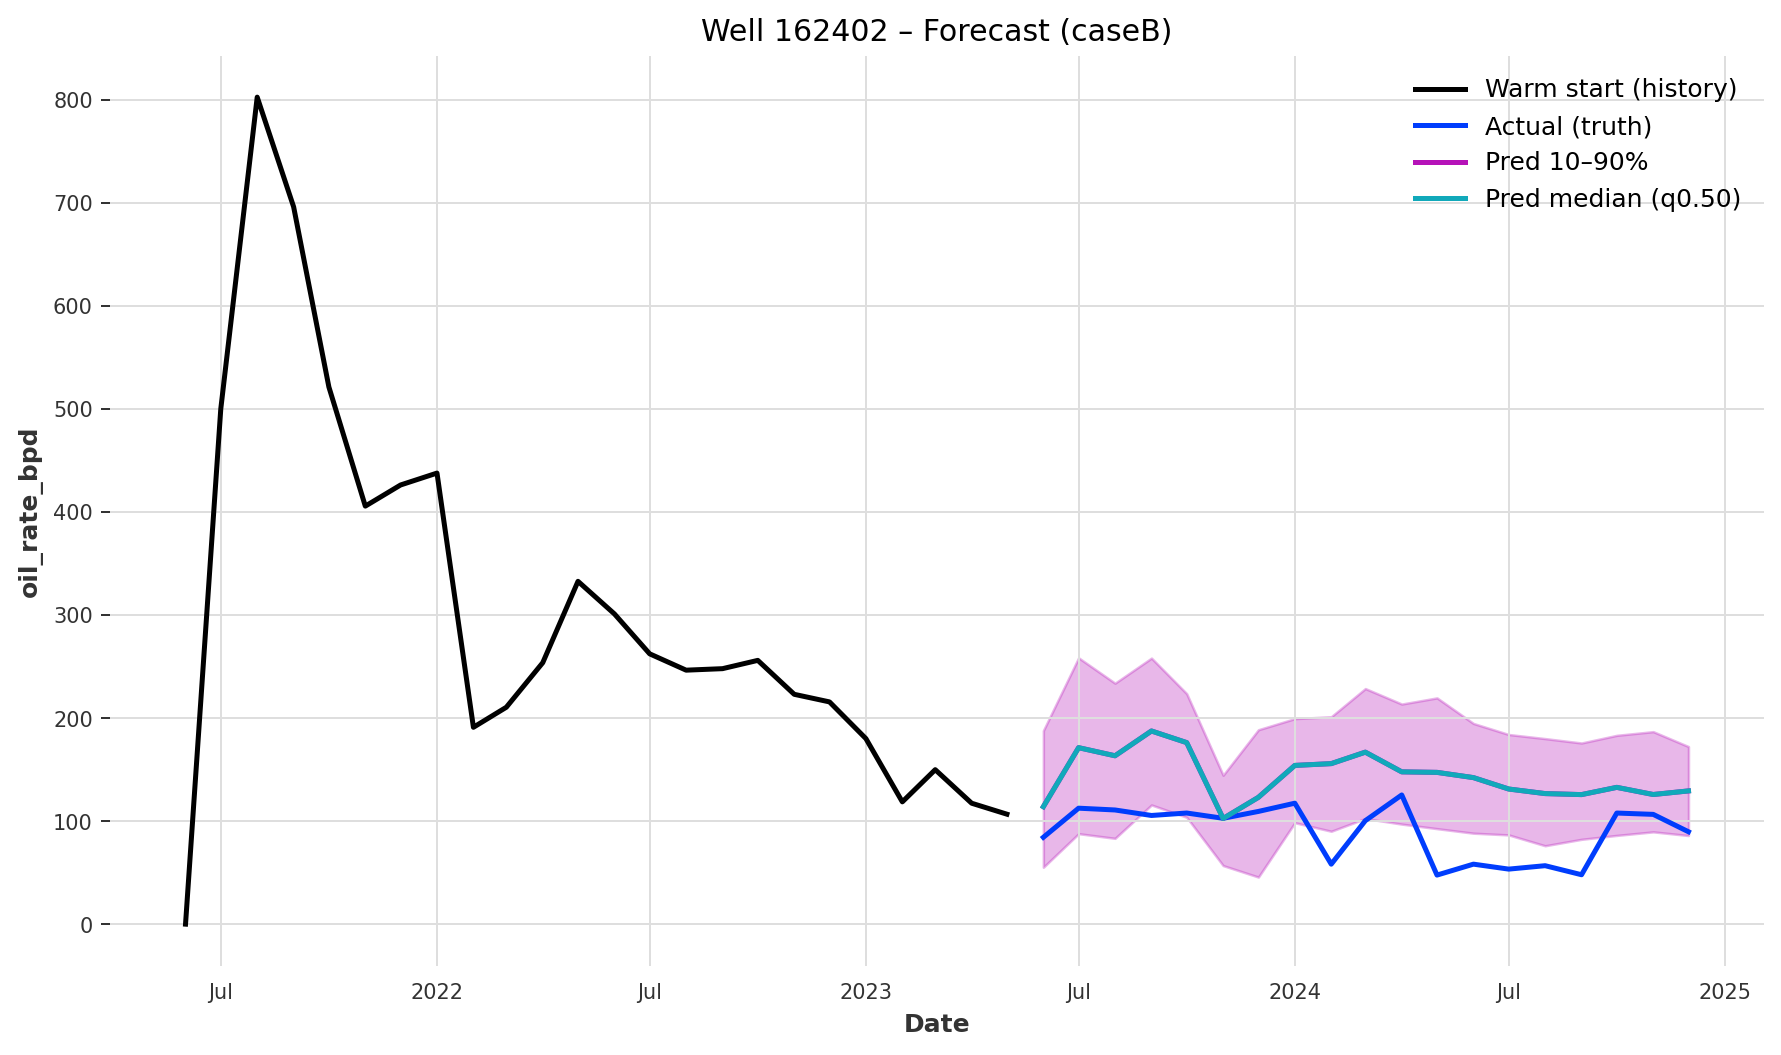 Well 162402 – Forecast (caseB)
Warm start (history)
Actual (truth)
Pred 10–90%
Pred median (q0.50)
oil_rate_bpd
800
700
600
500
400
300
200
100
0
Jul
2022
Jul
2023
Jul
2024
Jul
2025
Date